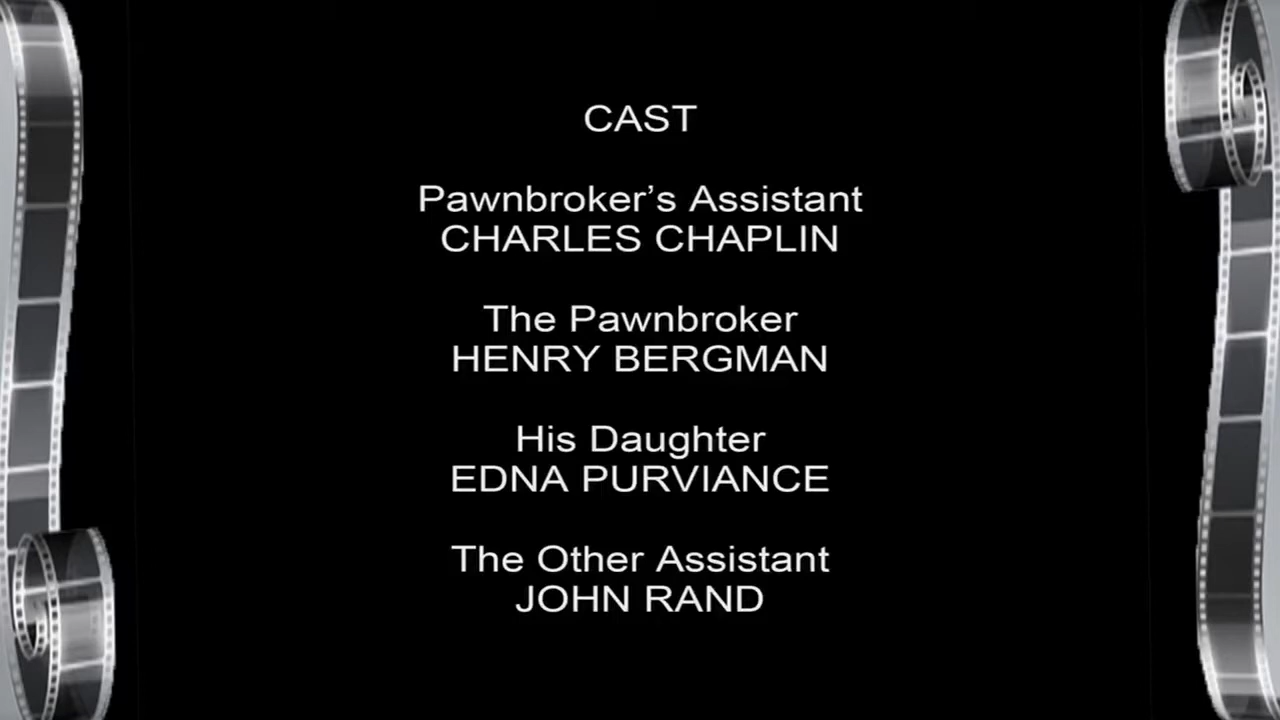 CAST
Pawnbroker’s Assistant
CHARLES CHAPLIN
The Pawnbroker
HENRY BERGMAN
His Daughter
EDNA PURVIANCE
The Other Assistant
JOHN RAND